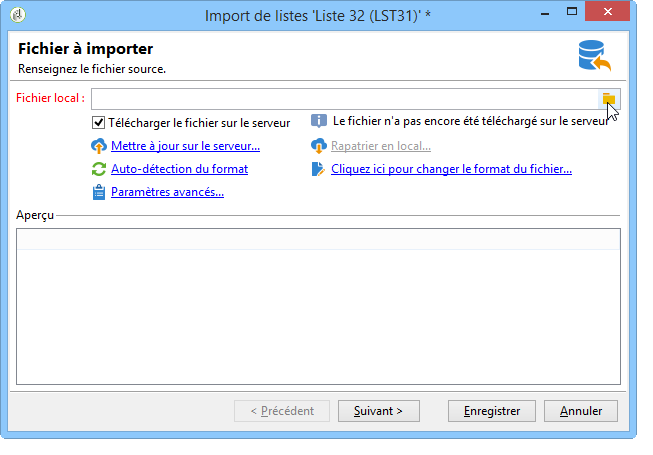 Import de listes 'Liste 32 (LST31)' *
Fichier à importer
Renseignez le fichier source.
Fichier local :
Télécharger le fichier sur le serveur
Le fichier n'a pas encore été téléchargé sur le serveur
Mettre à jour sur le serveur...
Rapatrier en local...
Auto-détection du format
Cliquez ici pour changer le format du fichier...
Paramètres avancés...
Aperçu
< Précédent
Suivant >
Enregistrer
Annuler